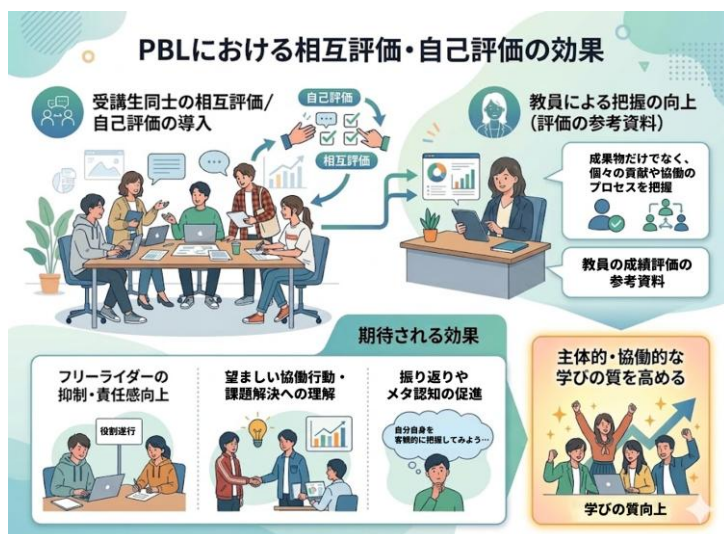 PBLにおける相互評価・自己評価の効果
受講生同士の相互評価/
自己評価の導入
自己評価
相互評価
教員による把握の向上
(評価の参考資料)
成果物だけでなく、
個々の貢献や協働の
プロセスを把握
教員の成績評価の
参考資料
期待される効果
フリーライダーの
抑制・責任感向上
役割遂行
望ましい協働行動・
課題解決への理解
振り返りや
メタ認知の促進
自分自身を
客観的に把握してみよう…
主体的・協働的な
学びの質を高める
学びの質向上